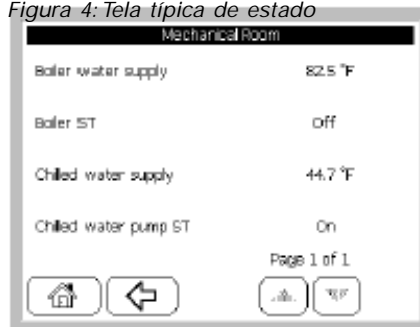 Figura 4: Tela típica de estado
Mechanical Room
Boiler water supply 82.5 °F
Boiler ST Off
Chilled water supply 44.7 °F
Chilled water pump ST On
Page 1 of 1